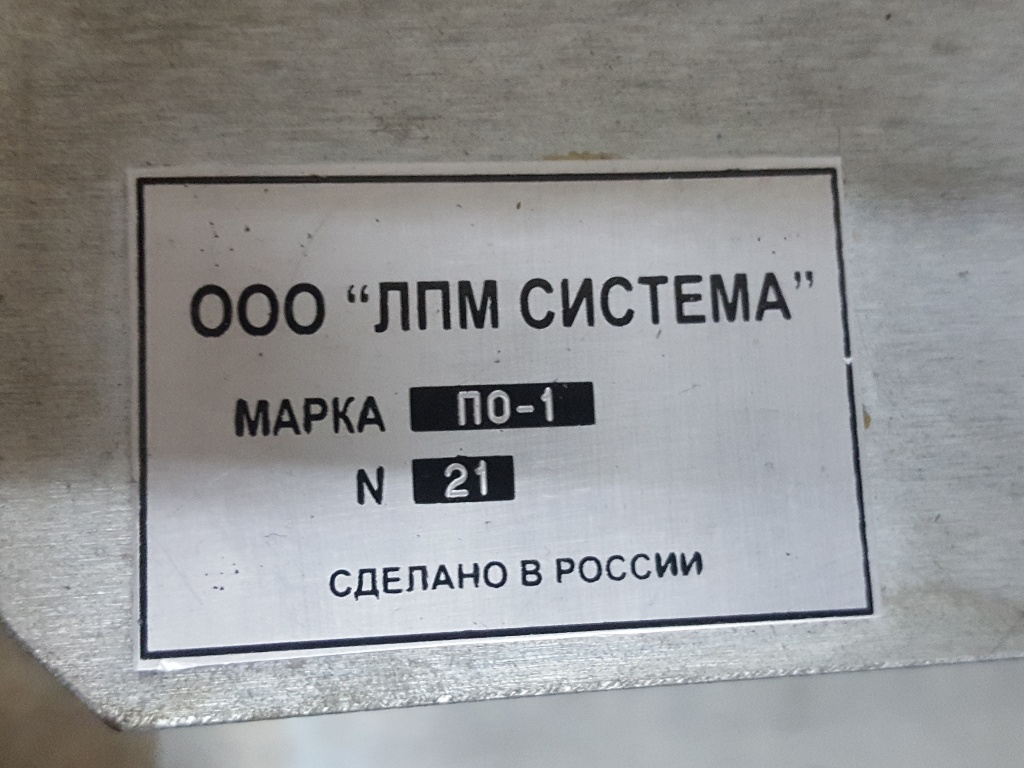 ООО “ЛПМ СИСТЕМА”
МАРКА ПО-1
N 21
СДЕЛАНО В РОССИИ